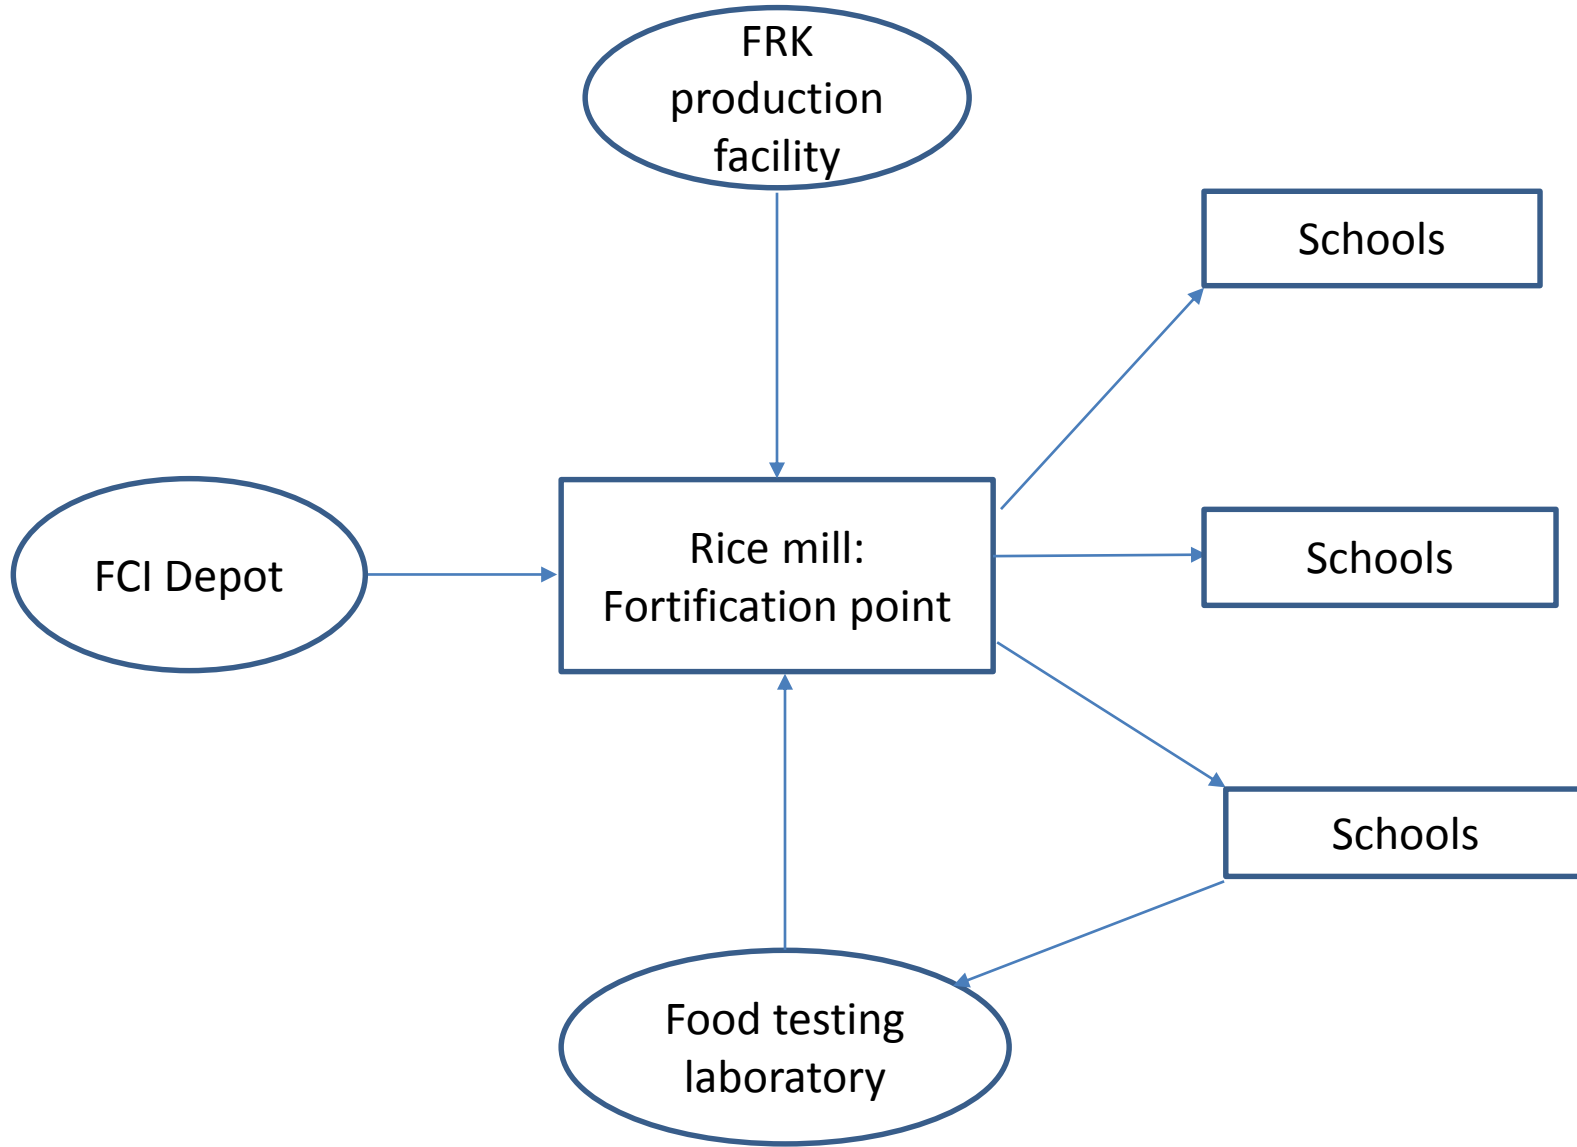 FRK
production
facility
Schools
FCI Depot
Rice mill:
Fortification point
Schools
Schools
Food testing
laboratory